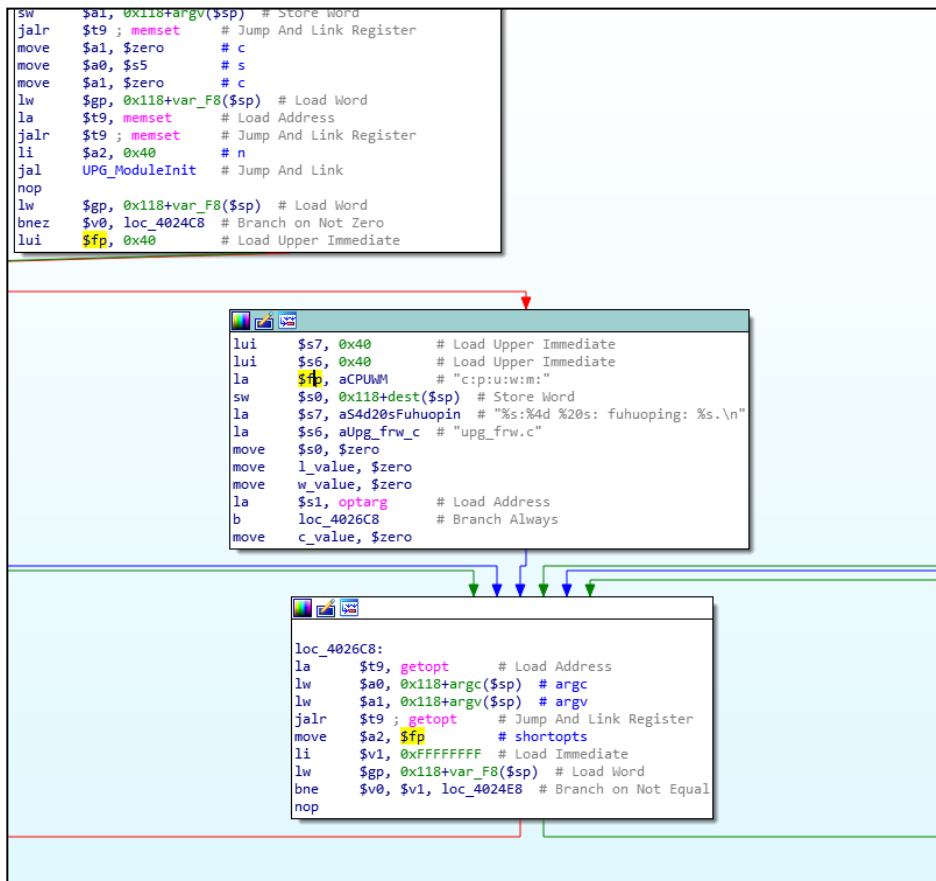 sw $a1, 0x118+argv($sp) # Store Word
jalr $t9 ; memset # Jump And Link Register
move $a1, $zero # c
move $a0, $s5 # s
move $a1, $zero # c
lw $gp, 0x118+var_F8($sp) # Load Word
la $t9, memset # Load Address
jalr $t9 ; memset # Jump And Link Register
li $a2, 0x40 # n
jal UPG_ModuleInit # Jump And Link
nop
lw $gp, 0x118+var_F8($sp) # Load Word
bnez $v0, loc_4024C8 # Branch on Not Zero
lui $fp, 0x40 # Load Upper Immediate
lui $s7, 0x40 # Load Upper Immediate
lui $s6, 0x40 # Load Upper Immediate
la $fp, aCPUWM # "c:p:u:w:m:"
sw $s0, 0x118+dest($sp) # Store Word
la $s7, aS4d20sFuhuopin # "%s:%4d %20s: fuhuoping: %s.\n"
la $s6, aUpg_frw_c # "upg_frw.c"
move $s0, $zero
move l_value, $zero
move w_value, $zero
la $s1, optarg # Load Address
b loc_4026C8 # Branch Always
move c_value, $zero
loc_4026C8:
la $t9, getopt # Load Address
lw $a0, 0x118+argc($sp) # argc
lw $a1, 0x118+argv($sp) # argv
jalr $t9 ; getopt # Jump And Link Register
move $a2, $fp # shortopts
li $v1, 0xFFFFFFFF # Load Immediate
lw $gp, 0x118+var_F8($sp) # Load Word
bne $v0, $v1, loc_4024E8 # Branch on Not Equal
nop